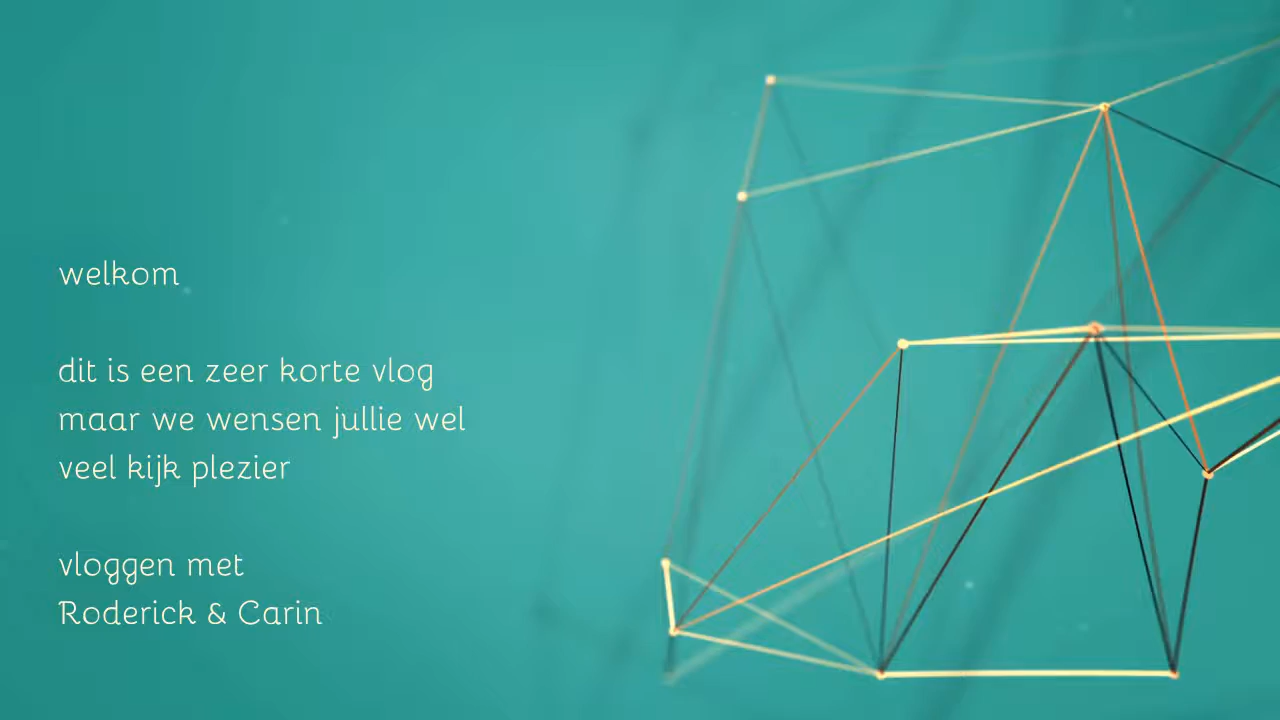 welkom
dit is een zeer korte vlog
maar we wensen jullie wel
veel kijk plezier
vloggen met
Roderick & Carin